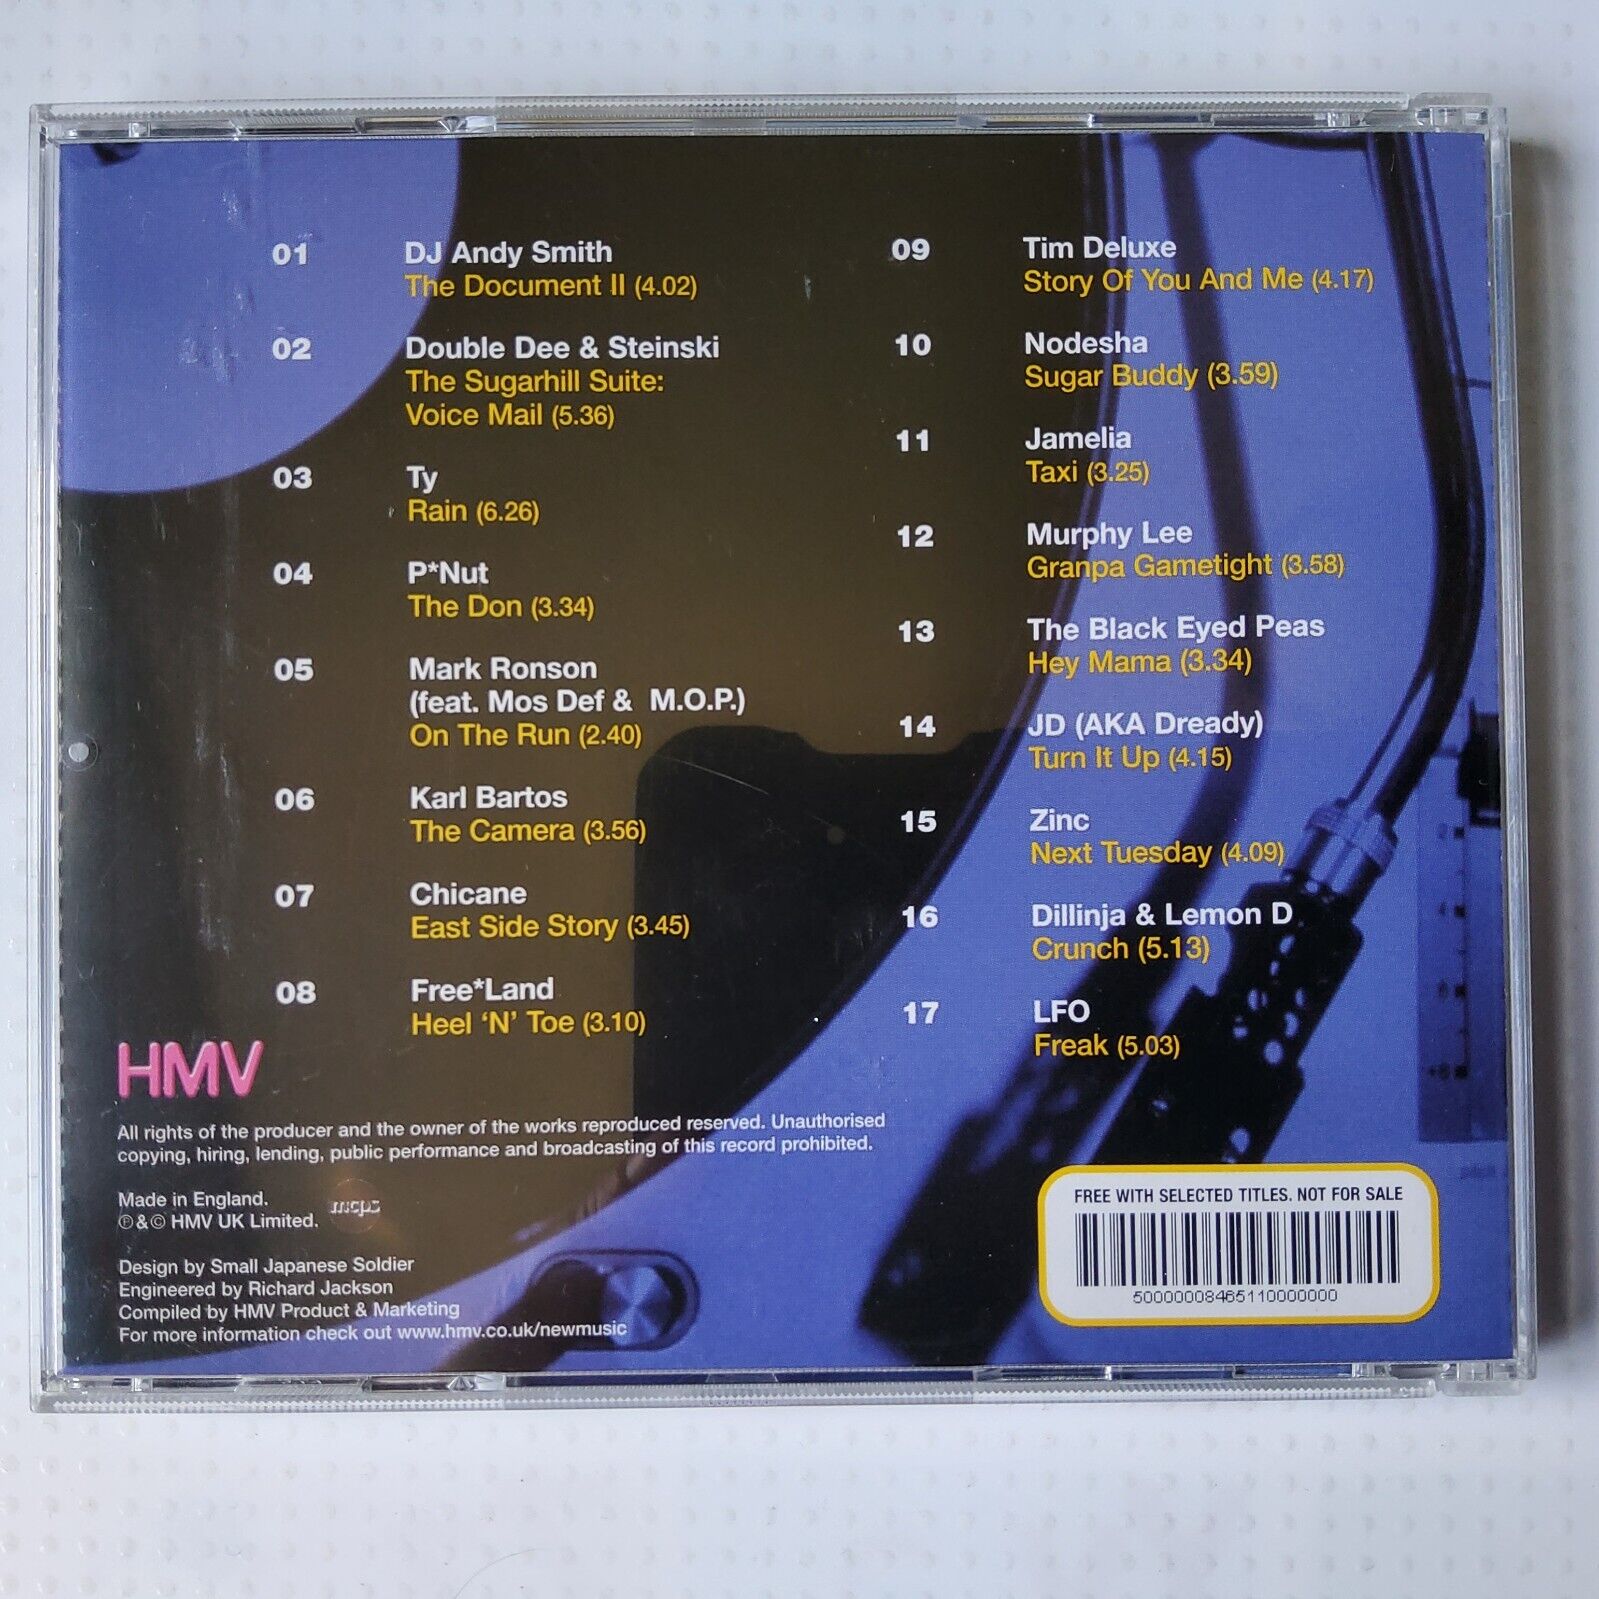 01 DJ Andy Smith
The Document II (4.02)
02 Double Dee & Steinski
The Sugarhill Suite:
Voice Mail (5.36)
03 Ty
Rain (6.26)
04 P*Nut
The Don (3.34)
05 Mark Ronson
(feat. Mos Def & M.O.P.)
On The Run (2.40)
06 Karl Bartos
The Camera (3.56)
07 Chicane
East Side Story (3.45)
08 Free*Land
Heel ‘N’ Toe (3.10)
09 Tim Deluxe
Story Of You And Me (4.17)
10 Nodesha
Sugar Buddy (3.59)
11 Jamelia
Taxi (3.25)
12 Murphy Lee
Granpa Gametight (3.58)
13 The Black Eyed Peas
Hey Mama (3.34)
14 JD (AKA Dready)
Turn It Up (4.15)
15 Zinc
Next Tuesday (4.09)
16 Dillinja & Lemon D
Crunch (5.13)
17 LFO
Freak (5.03)
HMV
All rights of the producer and the owner of the works reproduced reserved. Unauthorised
copying, hiring, lending, public performance and broadcasting of this record prohibited.
Made in England.
℗&© HMV UK Limited.
mcps
Design by Small Japanese Soldier
Engineered by Richard Jackson
Compiled by HMV Product & Marketing
For more information check out www.hmv.co.uk/newmusic
FREE WITH SELECTED TITLES. NOT FOR SALE
50000008465110000000
2
4
6
+8
pitch